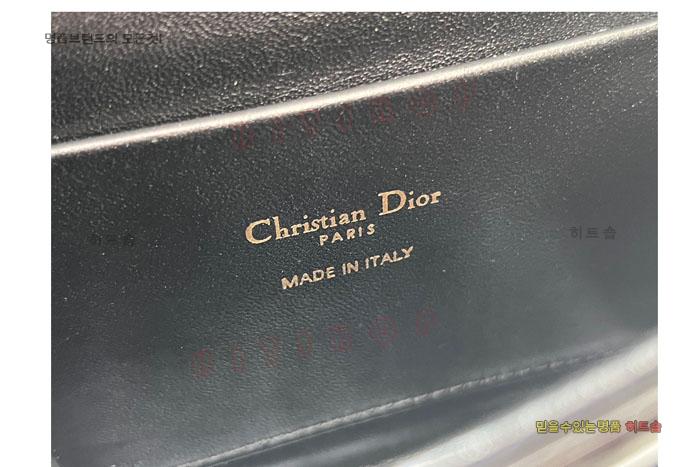 명품브랜드의 모든것!
Christian Dior
PARIS
MADE IN ITALY
히트숍
히트숍
믿을수있는명품 히트숍